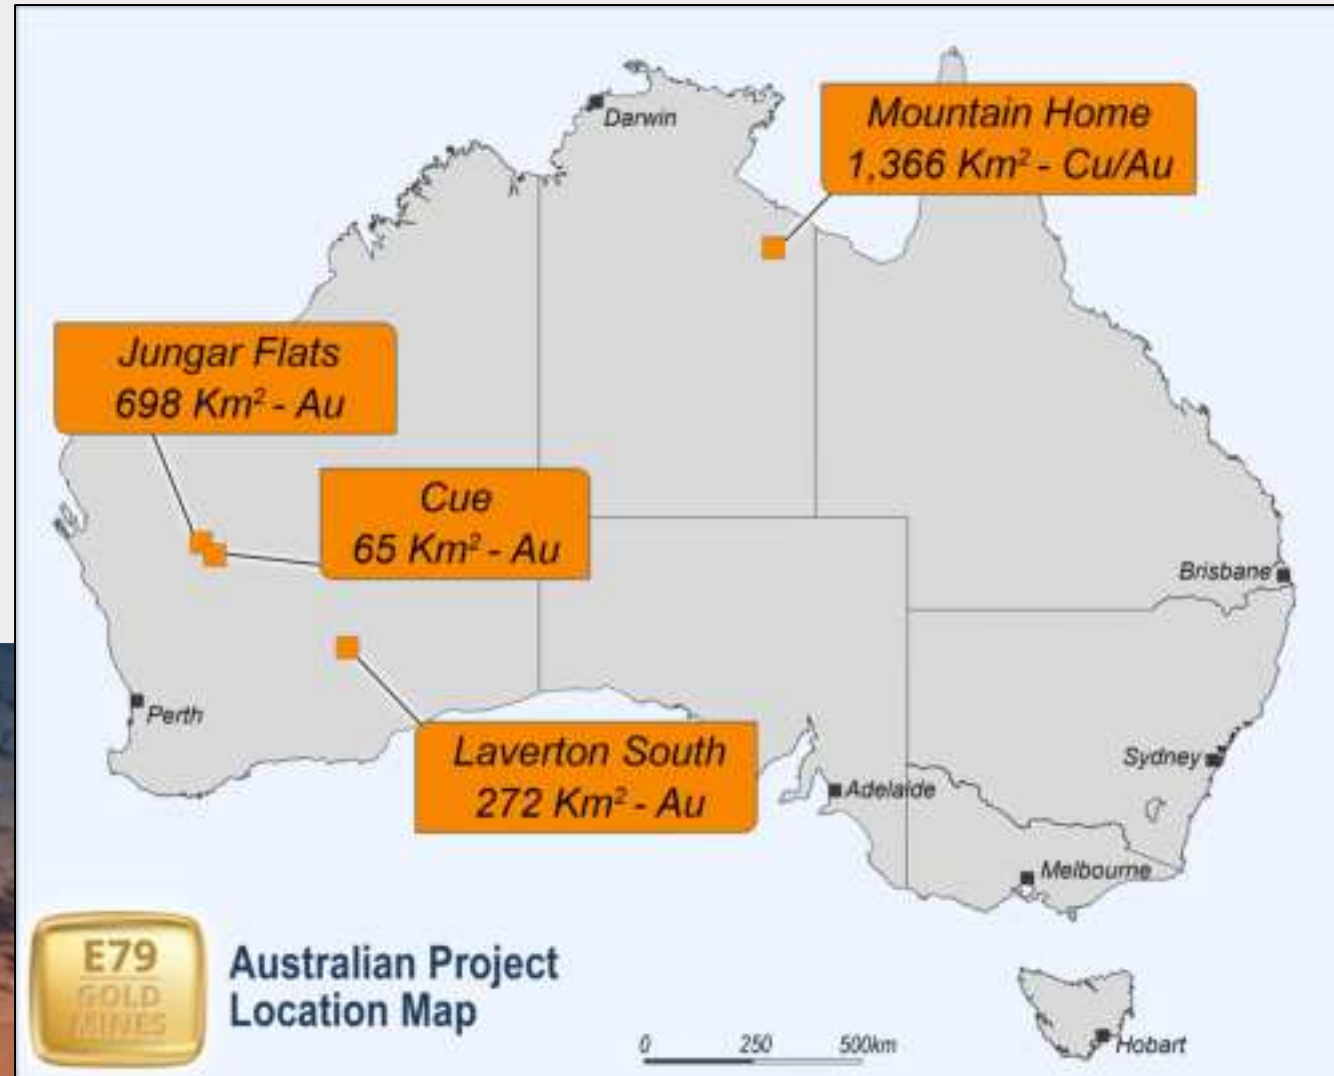 Darwin
Mountain Home
1,366 Km² - Cu/Au
Jungar Flats
698 Km² - Au
Cue
65 Km² - Au
Brisbane
Perth
Laverton South
272 Km² - Au
Sydney
Adelaide
Melbourne
E79
GOLD
MINES
Australian Project
Location Map
0 250 500km
Hobart